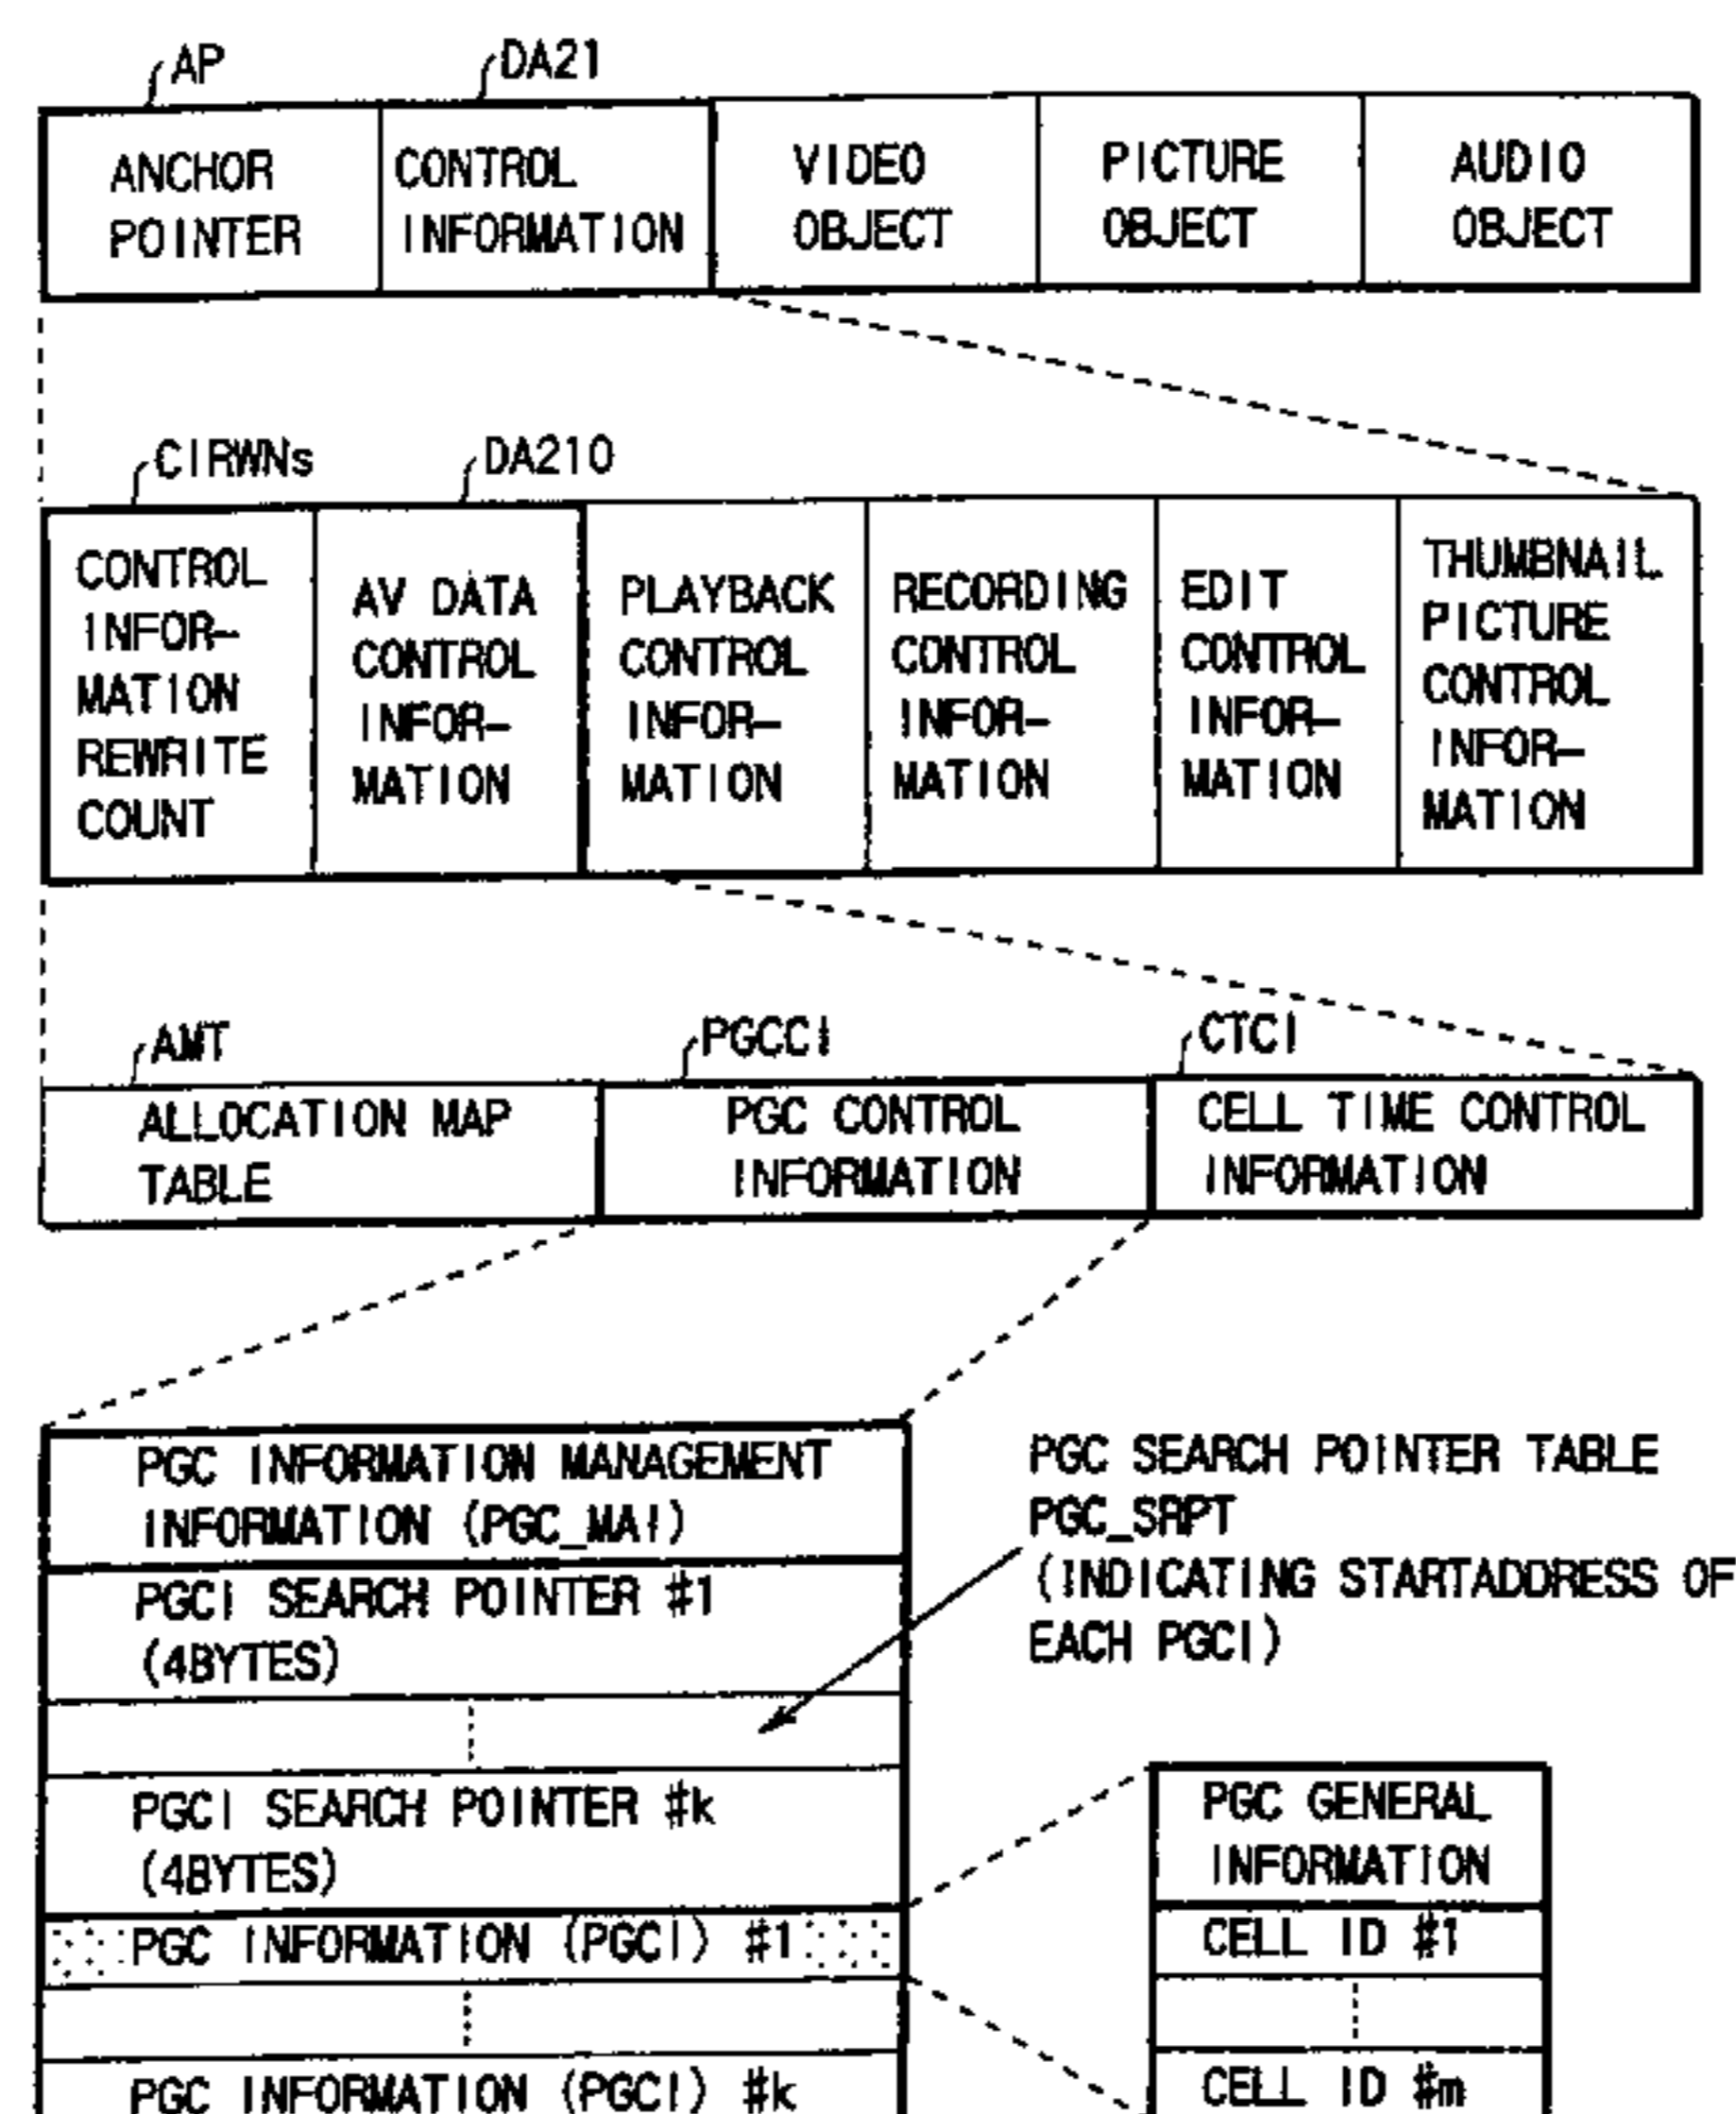 AP
DA21
ANCHOR
POINTER
CONTROL
INFORMATION
VIDEO
OBJECT
PICTURE
OBJECT
AUDIO
OBJECT
CIRWNs
DA210
CONTROL
INFOR-
MATION
REWRITE
COUNT
AV DATA
CONTROL
INFOR-
MATION
PLAYBACK
CONTROL
INFOR-
MATION
RECORDING
CONTROL
INFOR-
MATION
EDIT
CONTROL
INFOR-
MATION
THUMBNAIL
PICTURE
CONTROL
INFOR-
MATION
AMT
PGCCI
CTCI
ALLOCATION MAP
TABLE
PGC CONTROL
INFORMATION
CELL TIME CONTROL
INFORMATION
PGC INFORMATION MANAGEMENT
INFORMATION (PGC_MAI)
PGCI SEARCH POINTER #1
(4BYTES)
PGCI SEARCH POINTER #k
(4BYTES)
PGC INFORMATION (PGCI) #1
PGC INFORMATION (PGCI) #k
PGC SEARCH POINTER TABLE
PGC_SRPT
(INDICATING STARTADDRESS OF
EACH PGCI)
PGC GENERAL
INFORMATION
CELL ID #1
CELL ID #m